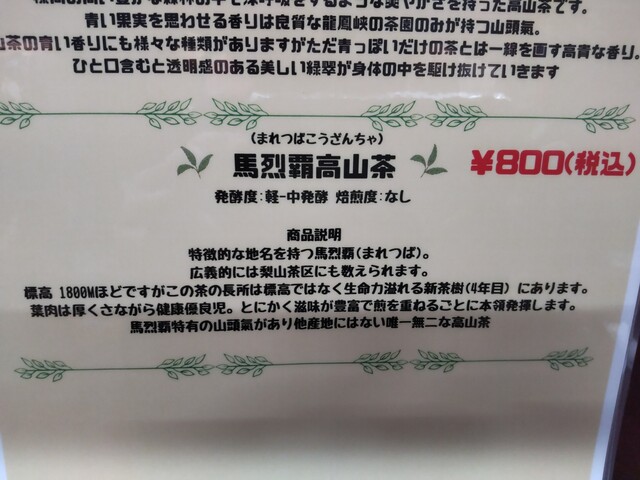 を持った高山茶です。
青い果実を思わせる香りは良質な龍鳳峡の茶園のみが持つ山頭氣。
山茶の青い香りにも様々な種類がありますがただ青っぽいだけの茶とは一線を画す高貴な香り。
ひと口含むと透明感のある美しい緑翠が身体の中を駆け抜けていきます
(まれつばこうざんちゃ)
馬烈霸高山茶
¥800(税込)
発酵度:軽-中発酵 焙煎度:なし
商品説明
特徴的な地名を持つ馬烈霸(まれつば)。
広義的には梨山茶区にも数えられます。
標高 1800Mほどですがこの茶の長所は標高ではなく生命力溢れる新茶樹(4年目) にあります。
葉肉は厚くさながら健康優良児。とにかく滋味が豊富で煎を重ねるごとに本領発揮します。
馬烈霸特有の山頭氣があり他産地にはない唯一無二な高山茶